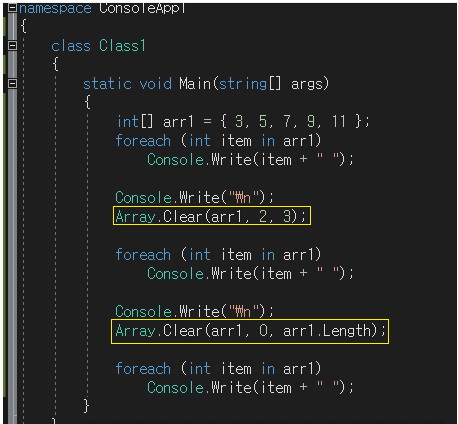 namespace ConsoleAppl
{
class Class1
{
static void Main(string[] args)
{
int[] arr1 = { 3, 5, 7, 9, 11 };
foreach (int item in arr1)
Console.Write(item + " ");
Console.Write("₩n");
Array.Clear(arr1, 2, 3);
foreach (int item in arr1)
Console.Write(item + " ");
Console.Write("₩n");
Array.Clear(arr1, 0, arr1.Length);
foreach (int item in arr1)
Console.Write(item + " ");
}
}